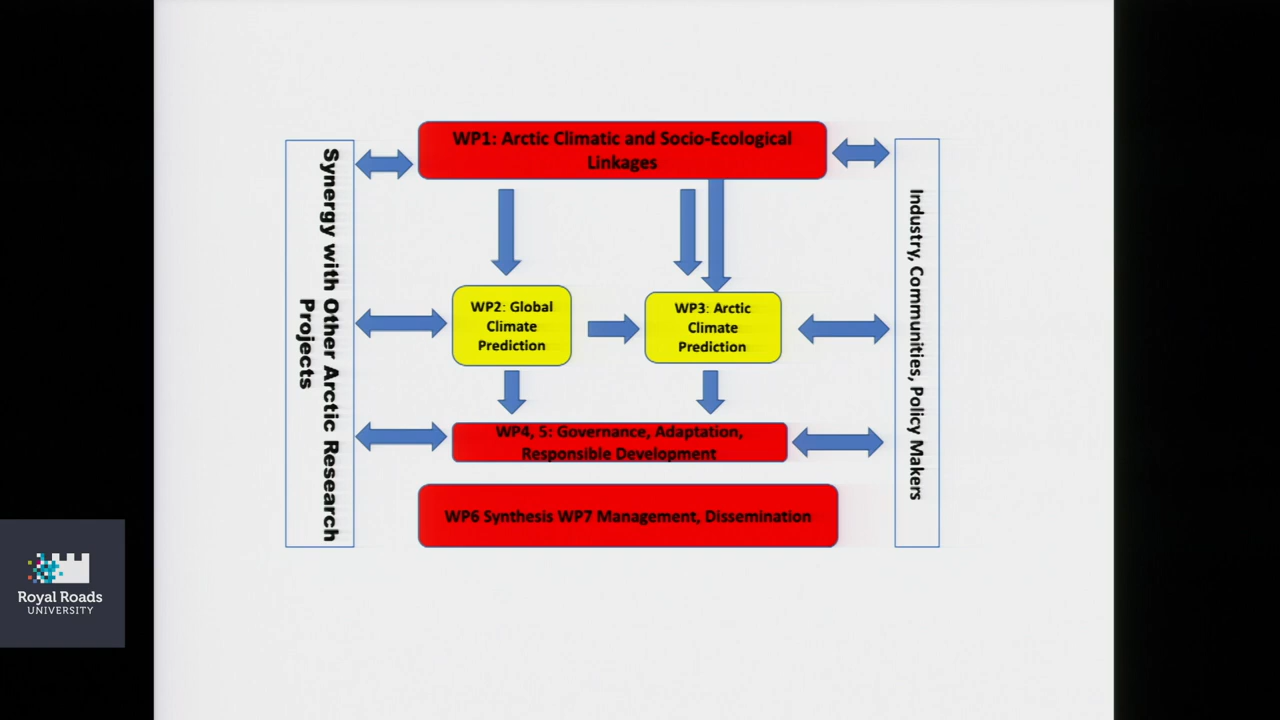 WP1: Arctic Climatic and Socio-Ecological
Linkages
Synergy with Other Arctic Research
Projects
WP2: Global
Climate
Prediction
WP3: Arctic
Climate
Prediction
Industry, Communities, Policy Makers
WP4, 5: Governance, Adaptation,
Responsible Development
WP6 Synthesis WP7 Management, Dissemination
Royal Roads
UNIVERSITY